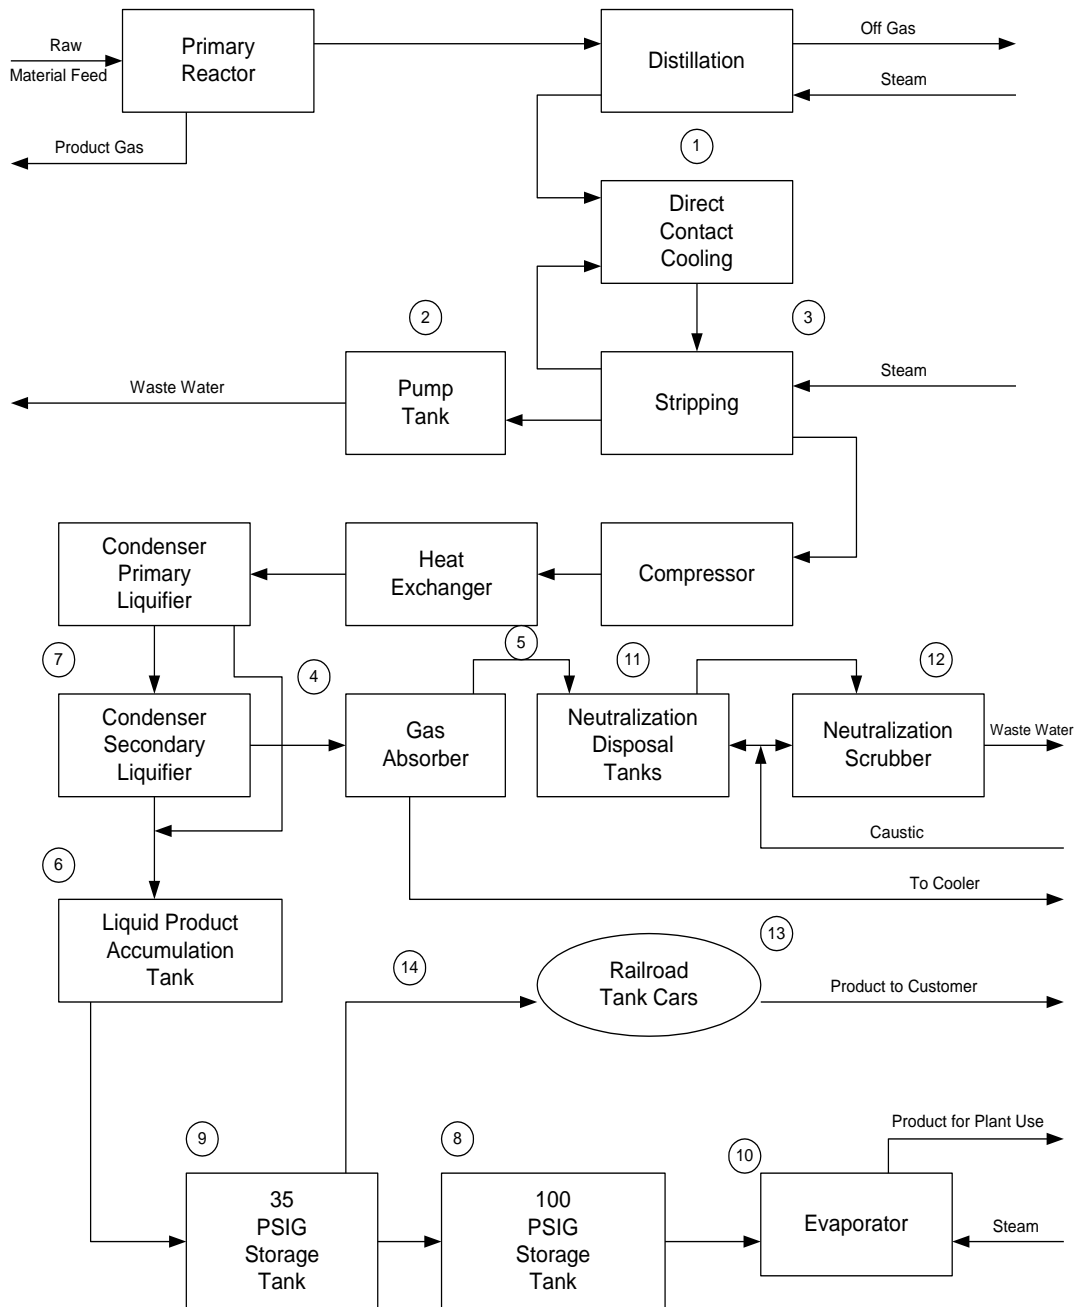 Raw
Material Feed
Primary
Reactor
Distillation
Off Gas
Steam
Product Gas
1
Direct
Contact
Cooling
2
3
Waste Water
Pump
Tank
Stripping
Steam
Condenser
Primary
Liquifier
Heat
Exchanger
Compressor
7
4
5
11
12
Condenser
Secondary
Liquifier
Gas
Absorber
Neutralization
Disposal
Tanks
Neutralization
Scrubber
Waste Water
Caustic
6
To Cooler
Liquid Product
Accumulation
Tank
14
13
Railroad
Tank Cars
Product to Customer
9
8
10
Product for Plant Use
35
PSIG
Storage
Tank
100
PSIG
Storage
Tank
Evaporator
Steam